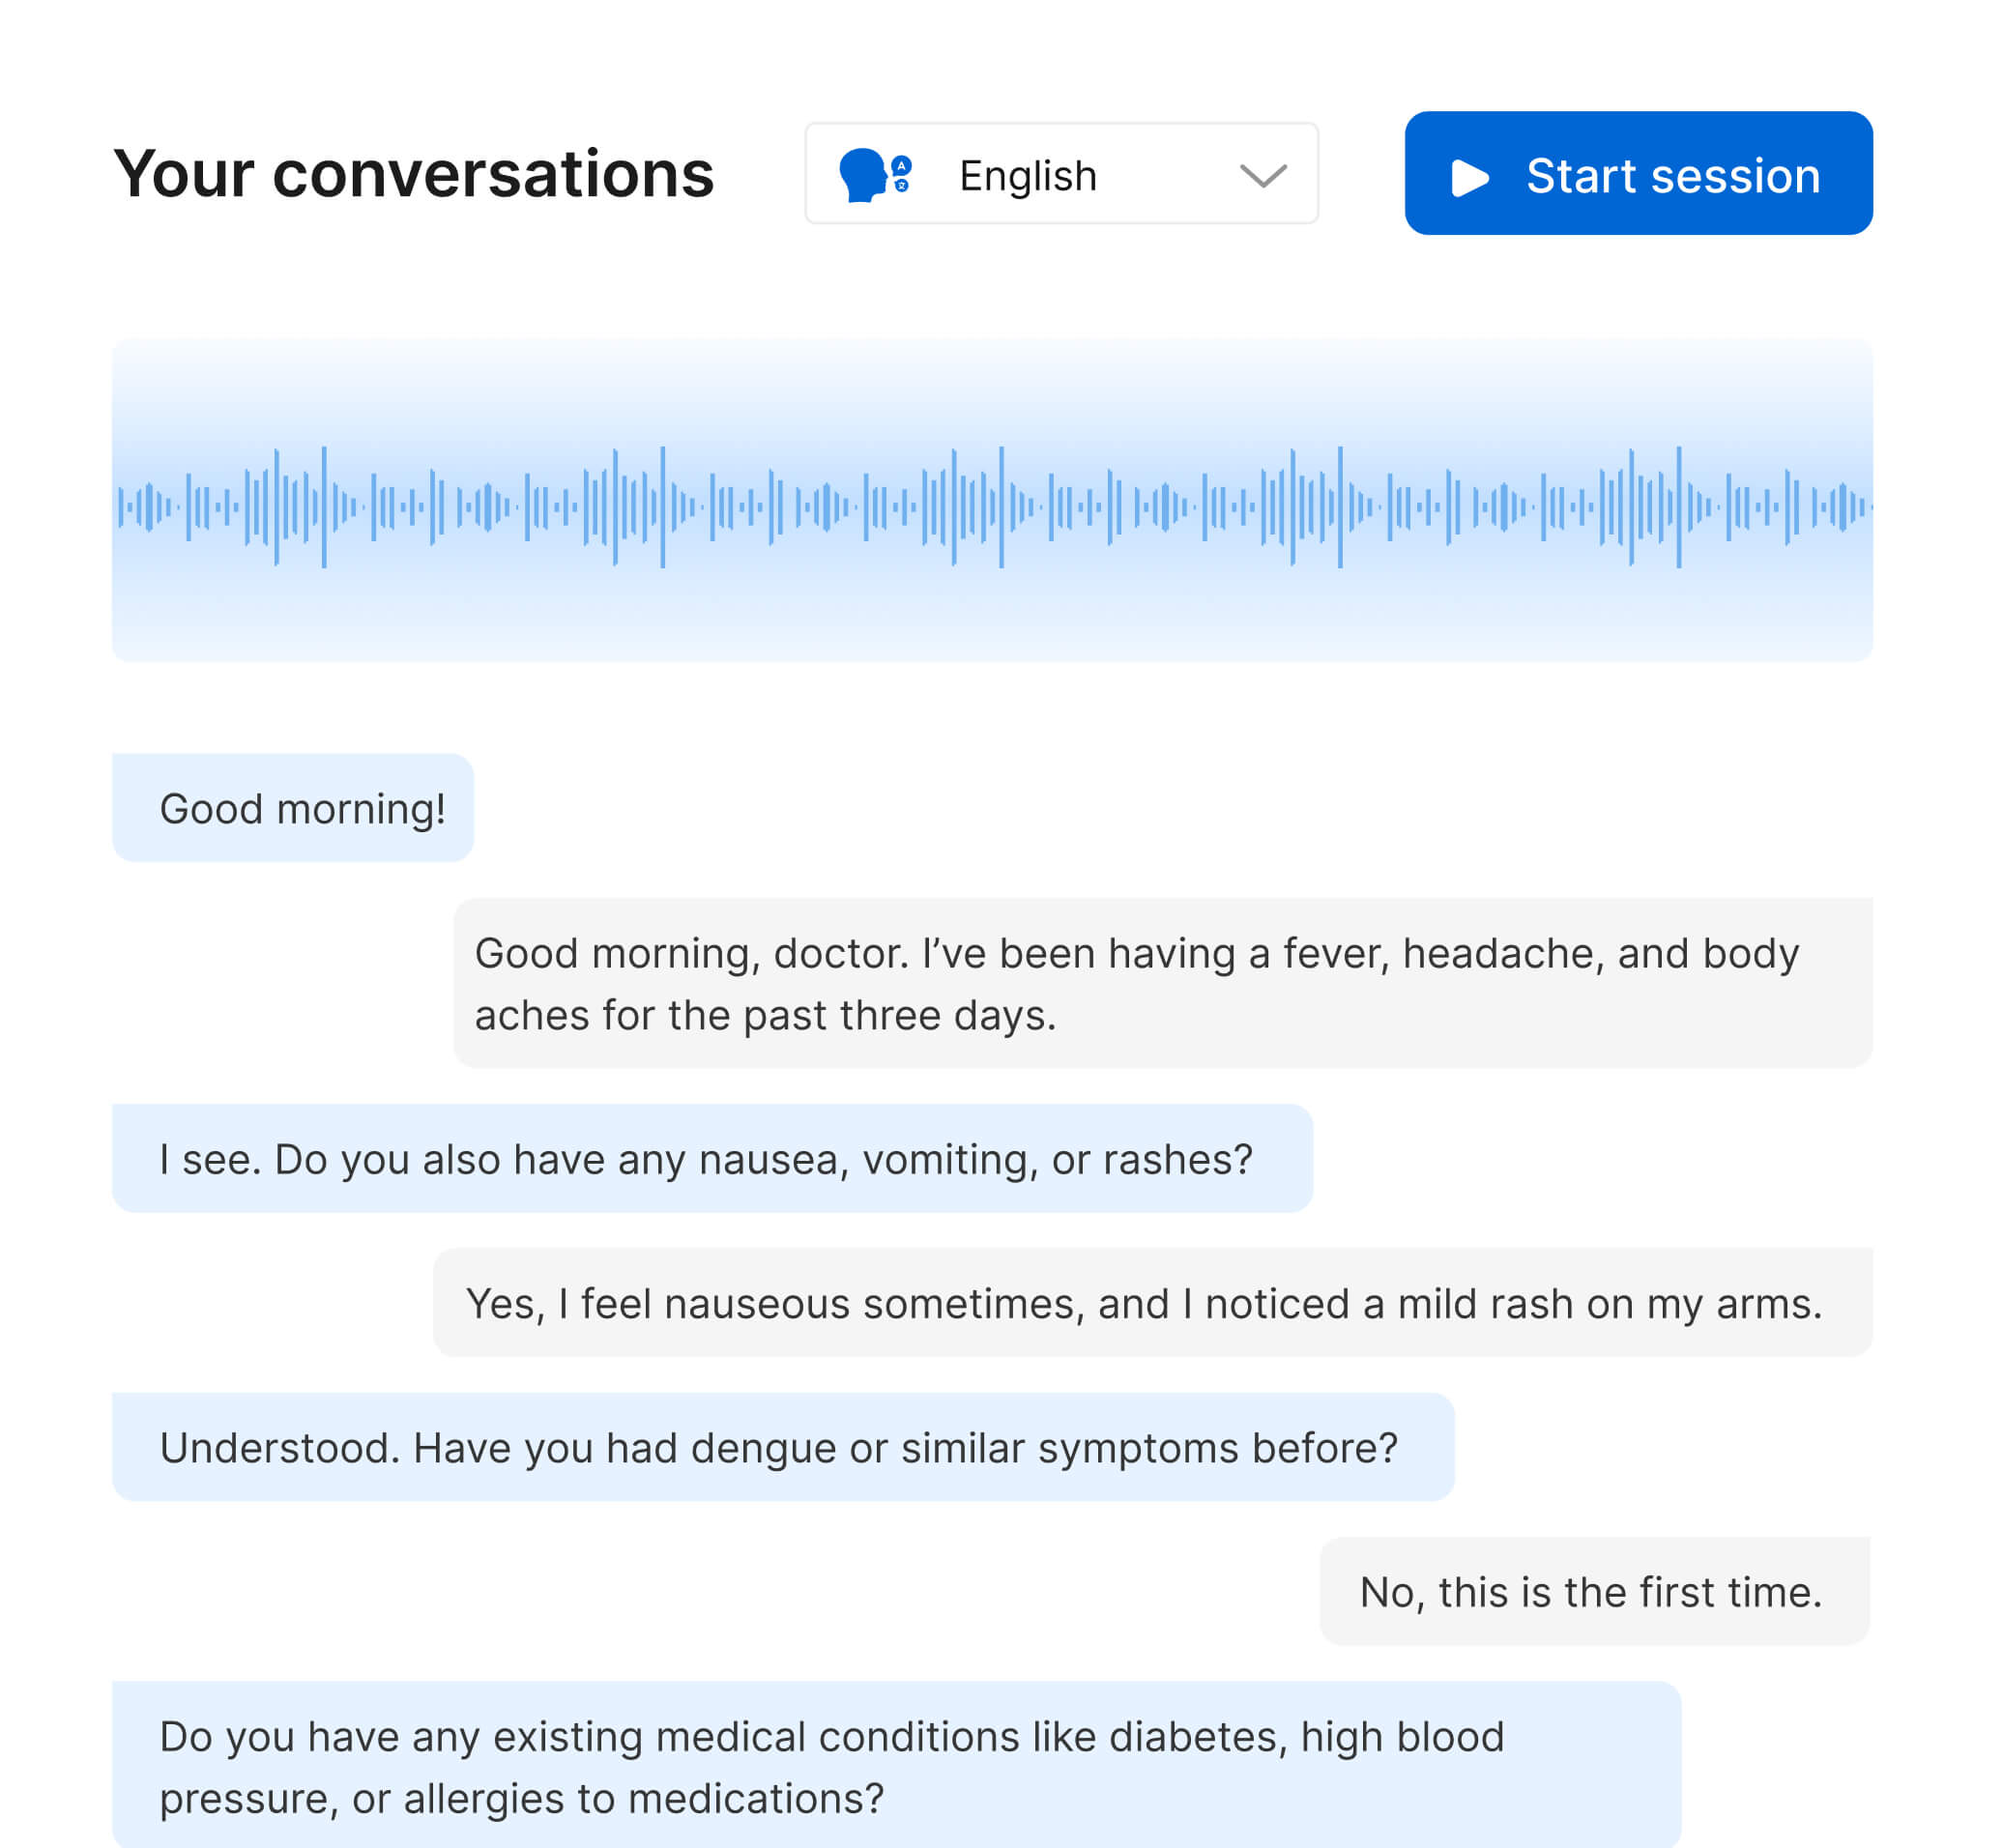 Your conversations
English
Start session
Good morning!
Good morning, doctor. I’ve been having a fever, headache, and body
aches for the past three days.
I see. Do you also have any nausea, vomiting, or rashes?
Yes, I feel nauseous sometimes, and I noticed a mild rash on my arms.
Understood. Have you had dengue or similar symptoms before?
No, this is the first time.
Do you have any existing medical conditions like diabetes, high blood
pressure, or allergies to medications?